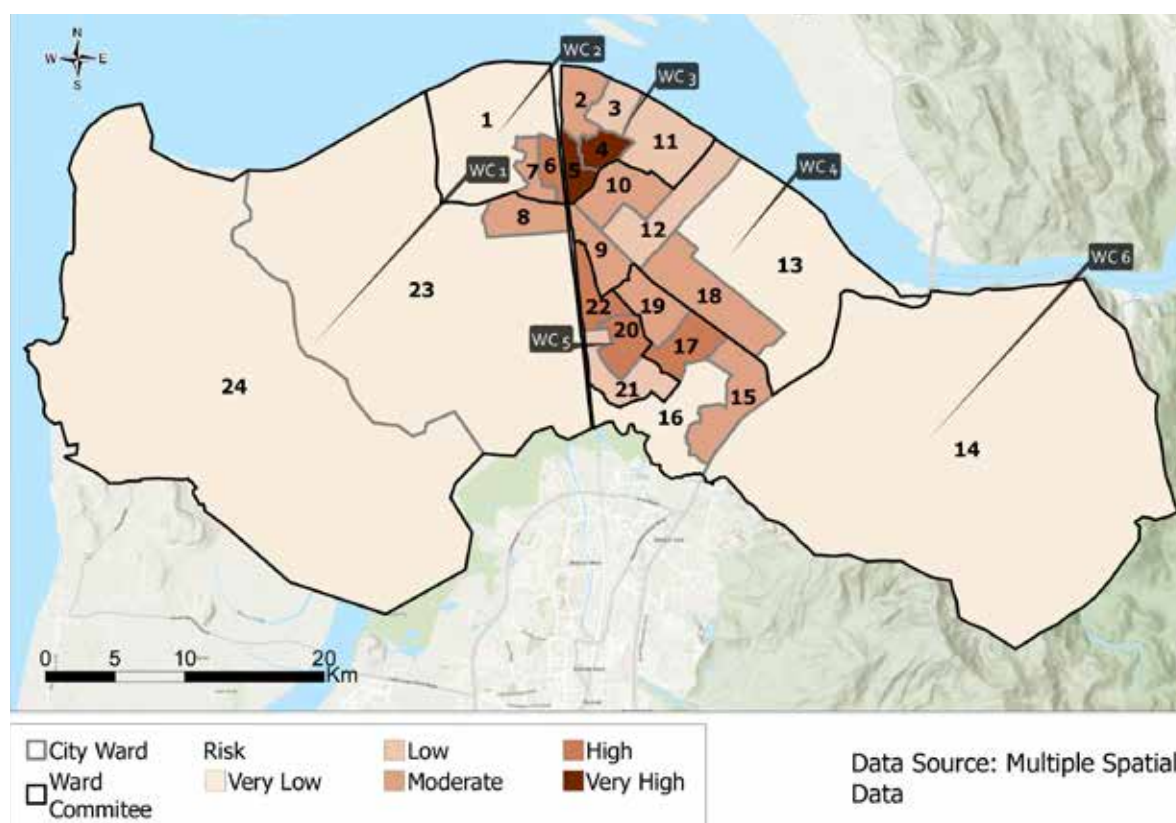 N
W E
S
WC 2
WC 3
2
3
1
11
4
7 6 5
WC 1
10
WC 4
8
12
9
13
WC 6
23
18
22 19
20
17
WC 5
24
21
15
16
14
0 5 10 20
Km
City Ward
Ward
Commitee
Risk
Very Low
Low
Moderate
High
Very High
Data Source: Multiple Spatial
Data